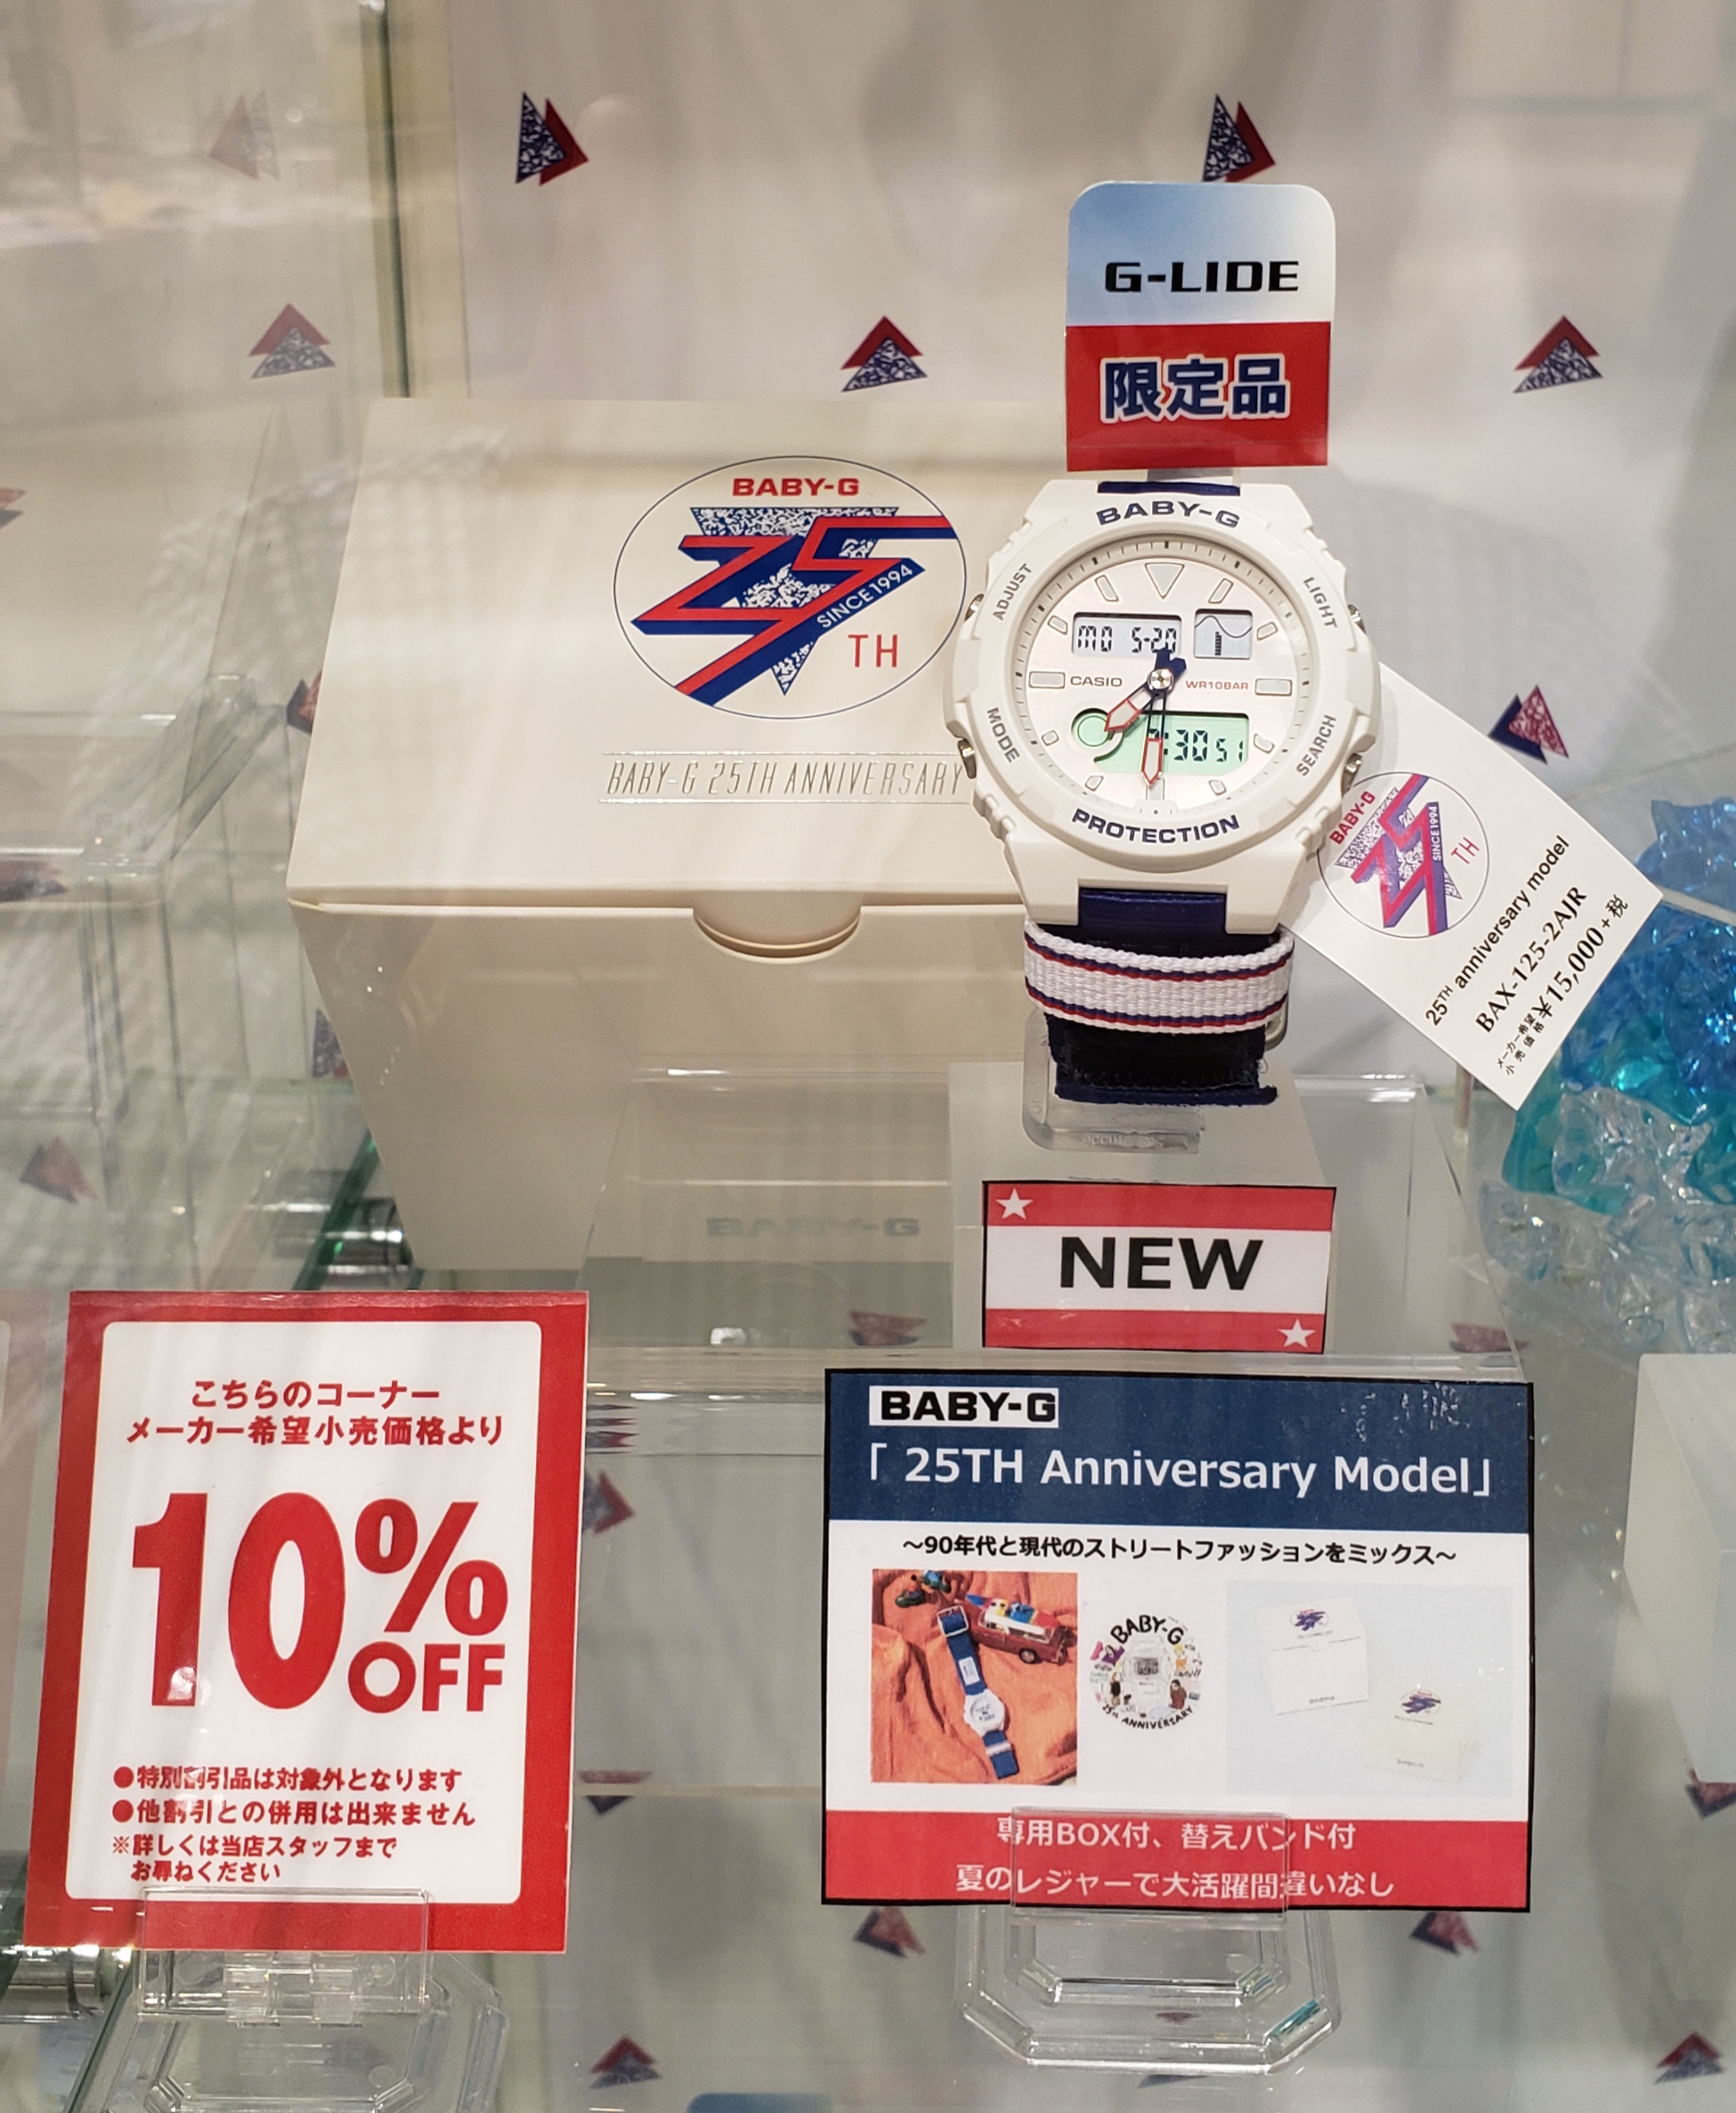 G-LIDE
限定品
BABY-G
25
SINCE 1994
TH
BABY-G 25TH ANNIVERSARY
BABY-G
ADJUST
LIGHT
MO 5-20
CASIO
WR10BAR
:30 51
MODE
SEARCH
PROTECTION
BABY-G
25
SINCE 1994
TH
25TH anniversary model
BAX-125-2AJR
メーカー希望小売価格 ¥15,000+税
BABY-G
NEW
こちらのコーナー
メーカー希望小売価格より
10%
OFF
●特別割引品は対象外となります
●他割引との併用は出来ません
※詳しくは当店スタッフまで
お尋ねください
BABY-G
「 25TH Anniversary Model」
～90年代と現代のストリートファッションをミックス～
BABY-G
25th ANNIVERSARY
専用BOX付、替えバンド付
夏のレジャーで大活躍間違いなし